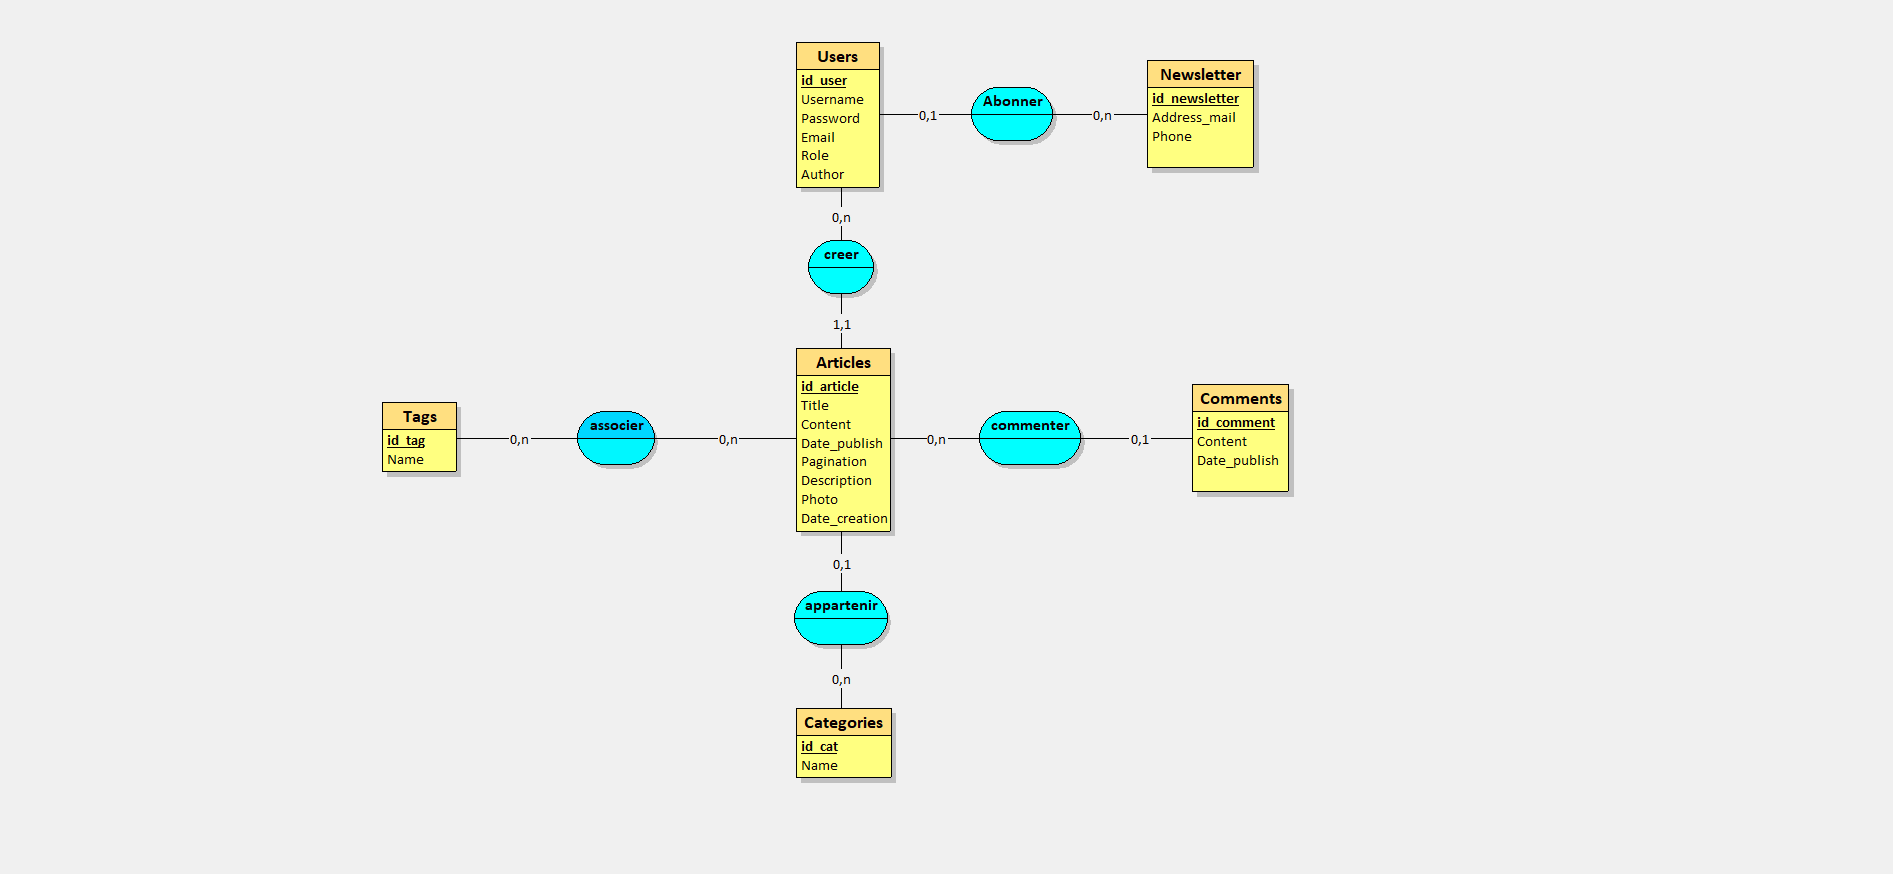 Users
id_user
Username
Password
Email
Role
Author
0,1
Abonner
0,n
Newsletter
id_newsletter
Address_mail
Phone
0,n
creer
1,1
Tags
id_tag
Name
0,n
associer
0,n
Articles
id_article
Title
Content
Date_publish
Pagination
Description
Photo
Date_creation
0,n
commenter
0,1
Comments
id_comment
Content
Date_publish
0,1
appartenir
0,n
Categories
id_cat
Name